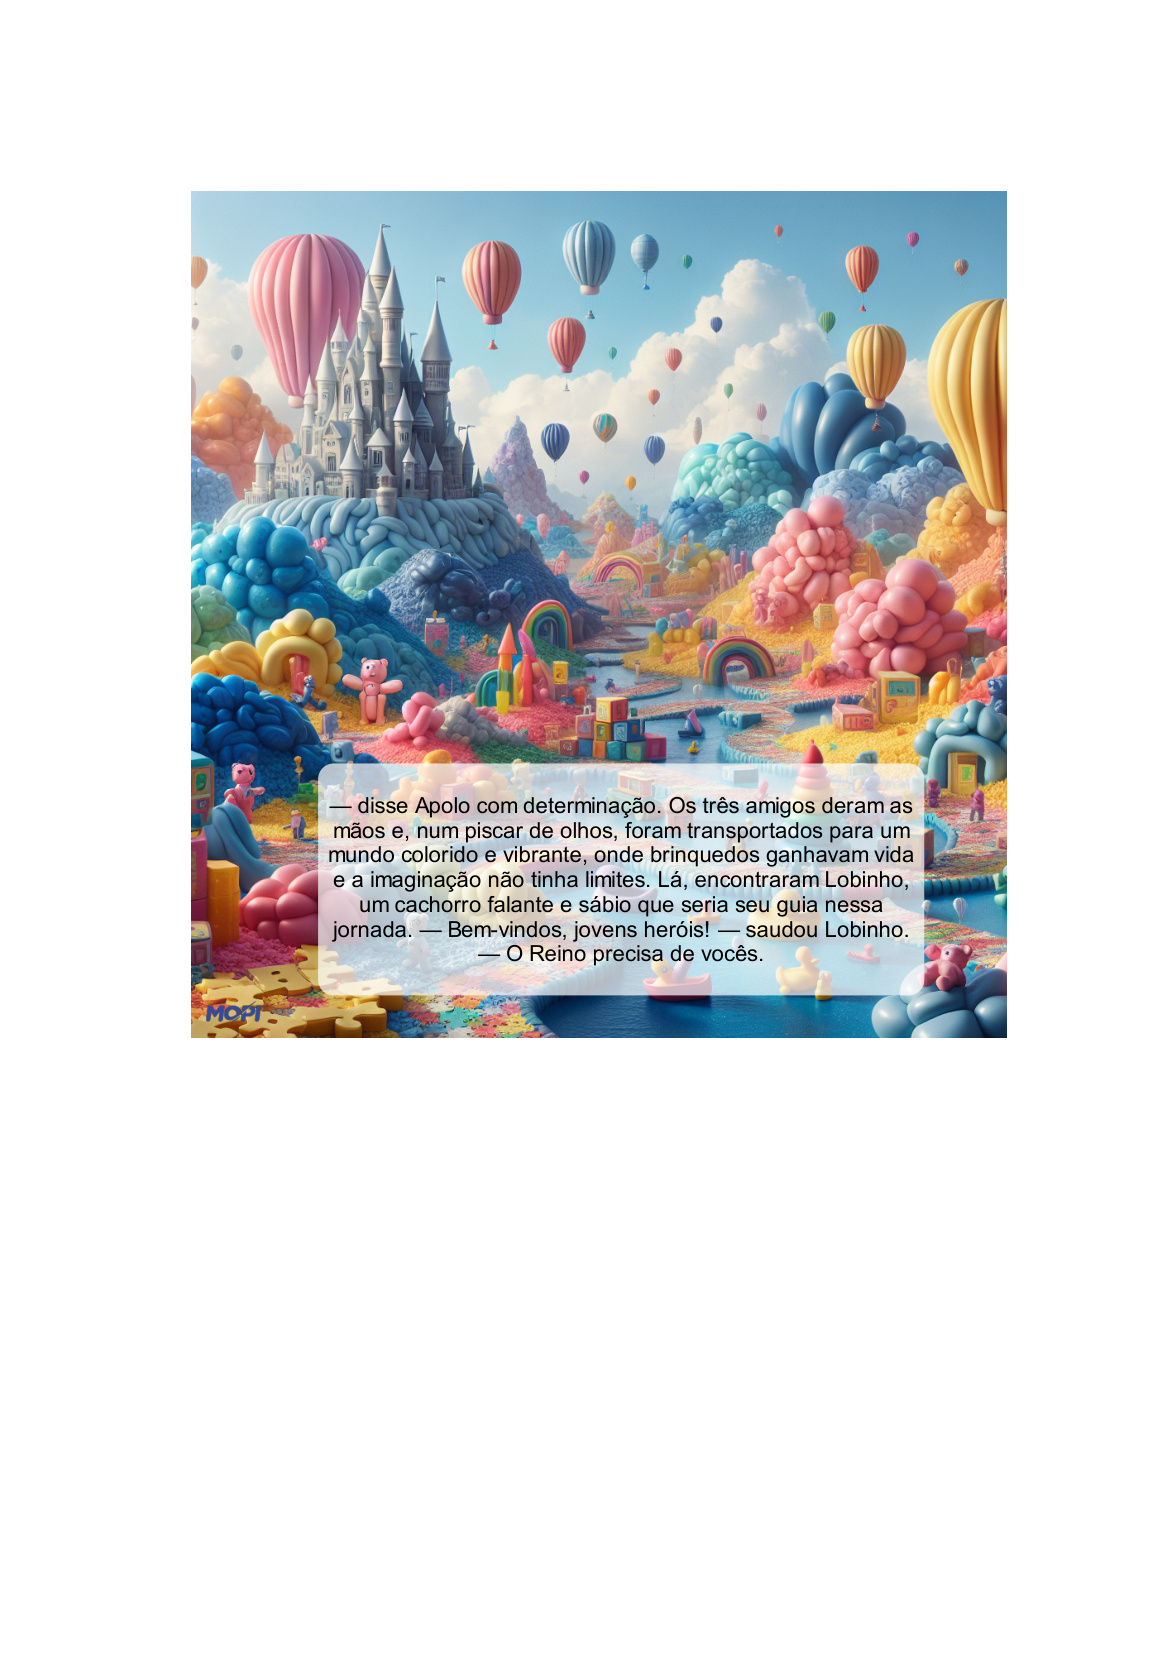 — disse Apolo com determinação. Os três amigos deram as
mãos e, num piscar de olhos, foram transportados para um
mundo colorido e vibrante, onde brinquedos ganhavam vida
e a imaginação não tinha limites. Lá, encontraram Lobinho,
um cachorro falante e sábio que seria seu guia nessa
jornada. — Bem-vindos, jovens heróis! — saudou Lobinho.
— O Reino precisa de vocês.
MOPI